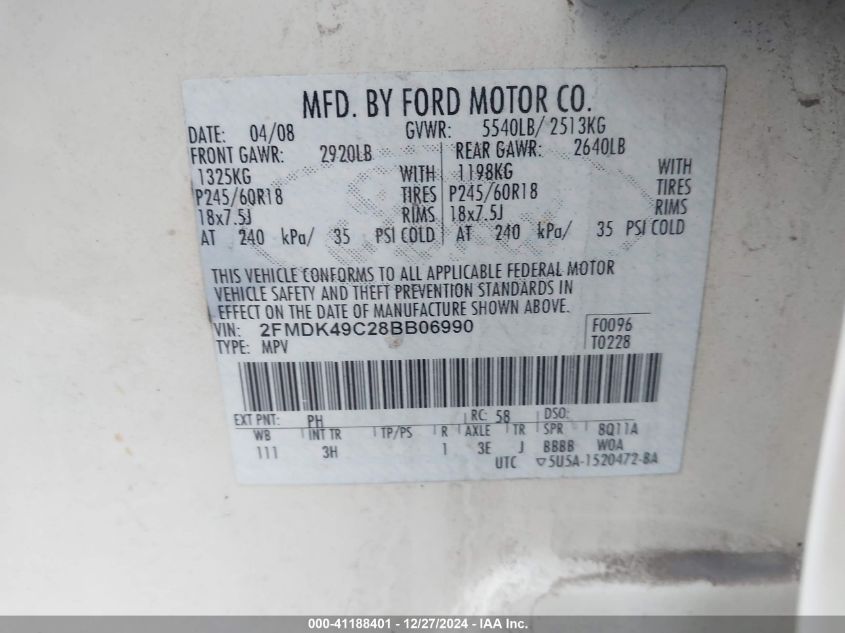 MFD. BY FORD MOTOR CO.
DATE: 04/08 GVWR: 5540LB/ 2513KG
FRONT GAWR: 2920LB REAR GAWR: 2640LB
1325KG WITH 1198KG WITH
P245/60R18 TIRES P245/60R18 TIRES
18x7.5J RIMS 18x7.5J RIMS
AT 240 kPa/ 35 PSI COLD AT 240 kPa/ 35 PSI COLD
THIS VEHICLE CONFORMS TO ALL APPLICABLE FEDERAL MOTOR
VEHICLE SAFETY AND THEFT PREVENTION STANDARDS IN
EFFECT ON THE DATE OF MANUFACTURE SHOWN ABOVE.
VIN: 2FMDK49C28BB06990 F0096
TYPE: MPV T0228
EXT PNT: PH RC: 58 DSO:
WB INT TR TP/PS R AXLE TR SPR 8Q11A
111 3H 1 3E J BBBB WOA
UTC ▽5U5A-1520472-BA
000-41188401 - 12/27/2024 - IAA Inc.